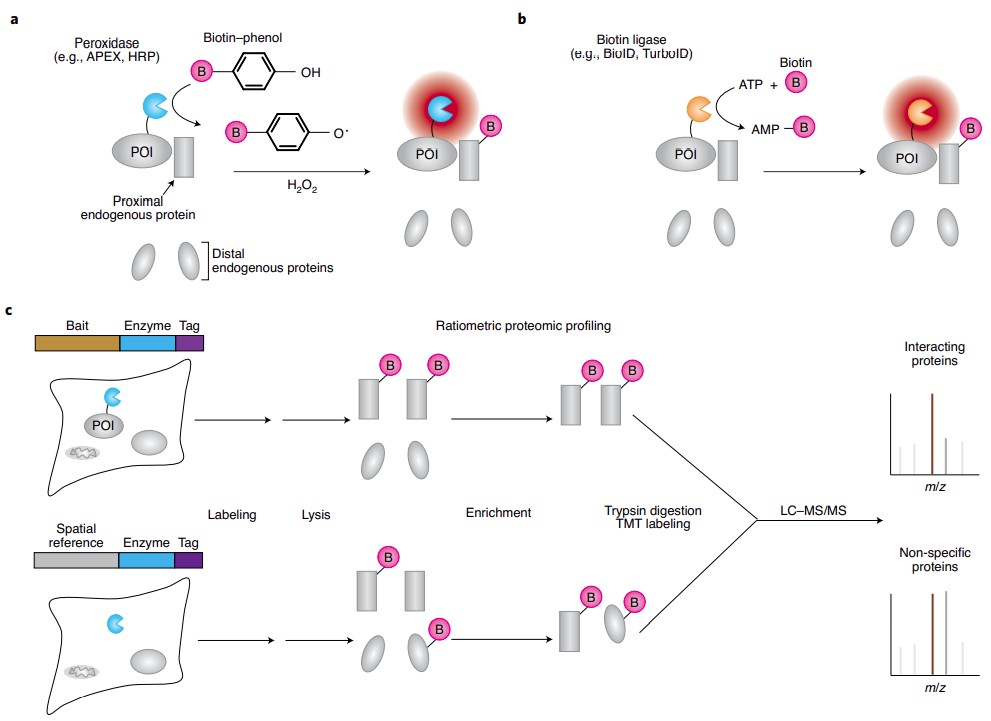 a
Peroxidase
(e.g., APEX, HRP)
Biotin–phenol
B
OH
B
O·
POI
Proximal
endogenous protein
Distal
endogenous proteins
H₂O₂
POI
B
b
Biotin ligase
(e.g., BioID, TurboID)
Biotin
ATP + B
AMP B
POI
POI
B
c
Bait Enzyme Tag
POI
Ratiometric proteomic profiling
B B
B B
Interacting
proteins
m/z
Spatial
reference
Enzyme Tag
Labeling
Lysis
Enrichment
Trypsin digestion
TMT labeling
LC–MS/MS
B
B
B B
Non-specific
proteins
m/z